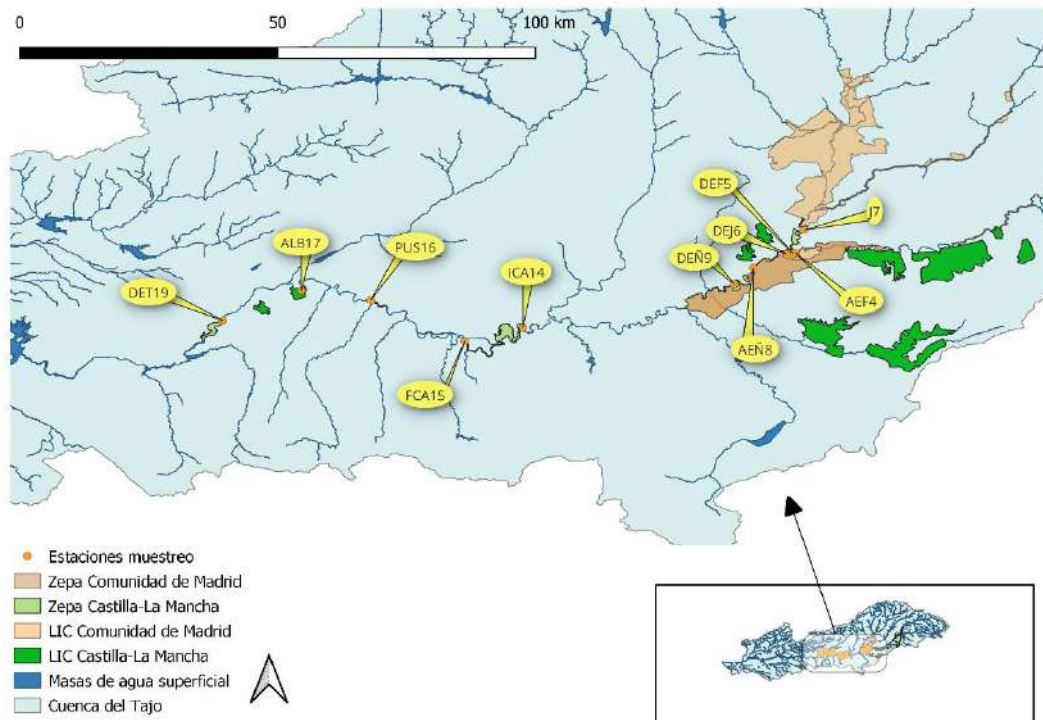 0 50 100 km
DEF5
J7
DEJ6
ALB17
PUS16
DEÑ9
ICA14
DET19
AEF4
AEÑ8
FCA15
Estaciones muestreo
Zepa Comunidad de Madrid
Zepa Castilla-La Mancha
LIC Comunidad de Madrid
LIC Castilla-La Mancha
Masas de agua superficial
Cuenca del Tajo